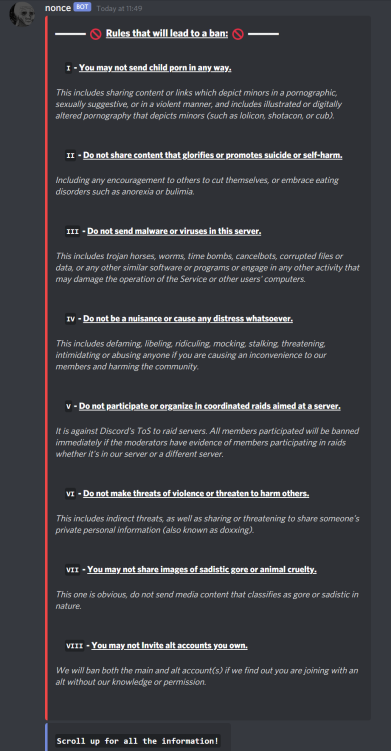 nonce BOT Today at 11:49
Rules that will lead to a ban:
I - You may not send child porn in any way.
This includes sharing content or links which depict minors in a pornographic,
sexually suggestive, or in a violent manner, and includes illustrated or digitally
altered pornography that depicts minors (such as lolicon, shotacon, or cub).
II - Do not share content that glorifies or promotes suicide or self-harm.
Including any encouragement to others to cut themselves, or embrace eating
disorders such as anorexia or bulimia.
III - Do not send malware or viruses in this server.
This includes trojan horses, worms, time bombs, cancelbots, corrupted files or
data, or any other similar software or programs or engage in any other activity that
may damage the operation of the Service or other users' computers.
IV - Do not be a nuisance or cause any distress whatsoever.
This includes defaming, libeling, ridiculing, mocking, stalking, threatening,
intimidating or abusing anyone if you are causing an inconvenience to our
members and harming the community.
V - Do not participate or organize in coordinated raids aimed at a server.
It is against Discord's ToS to raid servers. All members participated will be banned
immediately if the moderators have evidence of members participating in raids
whether it's in our server or a different server.
VI - Do not make threats of violence or threaten to harm others.
This includes indirect threats, as well as sharing or threatening to share someone's
private personal information (also known as doxxing).
VII - You may not share images of sadistic gore or animal cruelty.
This one is obvious, do not send media content that classifies as gore or sadistic in
nature.
VIII - You may not Invite alt accounts you own.
We will ban both the main and alt account(s) if we find out you are joining with an
alt without our knowledge or permission.
Scroll up for all the information!